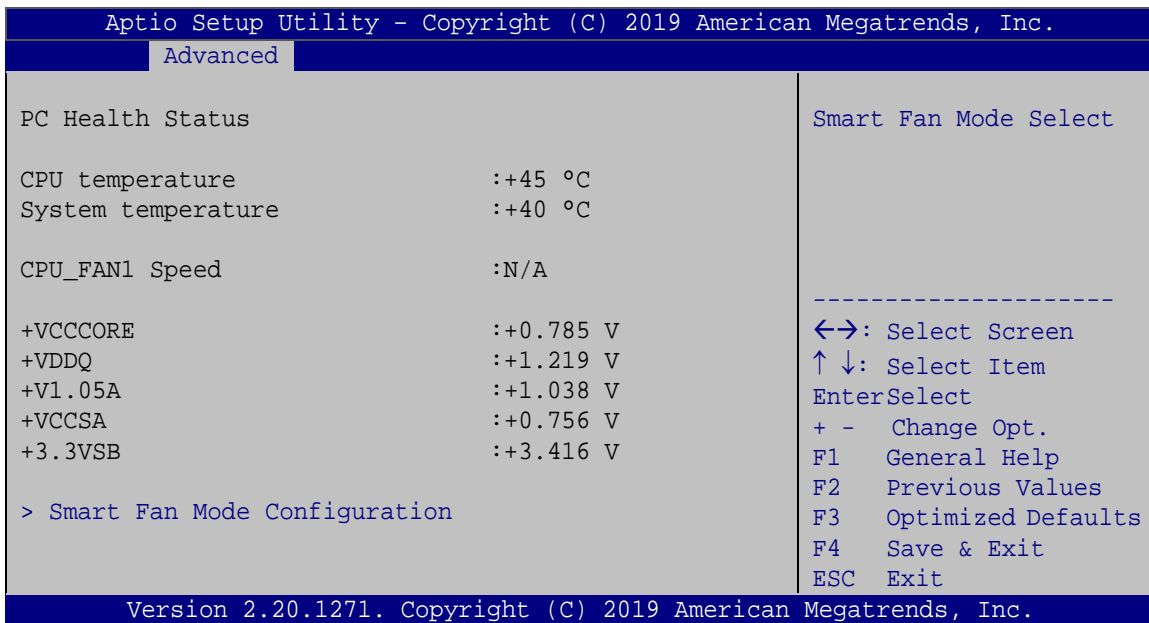 Aptio Setup Utility – Copyright (C) 2019 American Megatrends, Inc.
Advanced
PC Health Status
CPU temperature :+45 °C
System temperature :+40 °C
CPU_FAN1 Speed :N/A
+VCCCORE :+0.785 V
+VDDQ :+1.219 V
+V1.05A :+1.038 V
+VCCSA :+0.756 V
+3.3VSB :+3.416 V
> Smart Fan Mode Configuration
Smart Fan Mode Select
---------------------
←→: Select Screen
↑ ↓: Select Item
EnterSelect
+ - Change Opt.
F1 General Help
F2 Previous Values
F3 Optimized Defaults
F4 Save & Exit
ESC Exit
Version 2.20.1271. Copyright (C) 2019 American Megatrends, Inc.